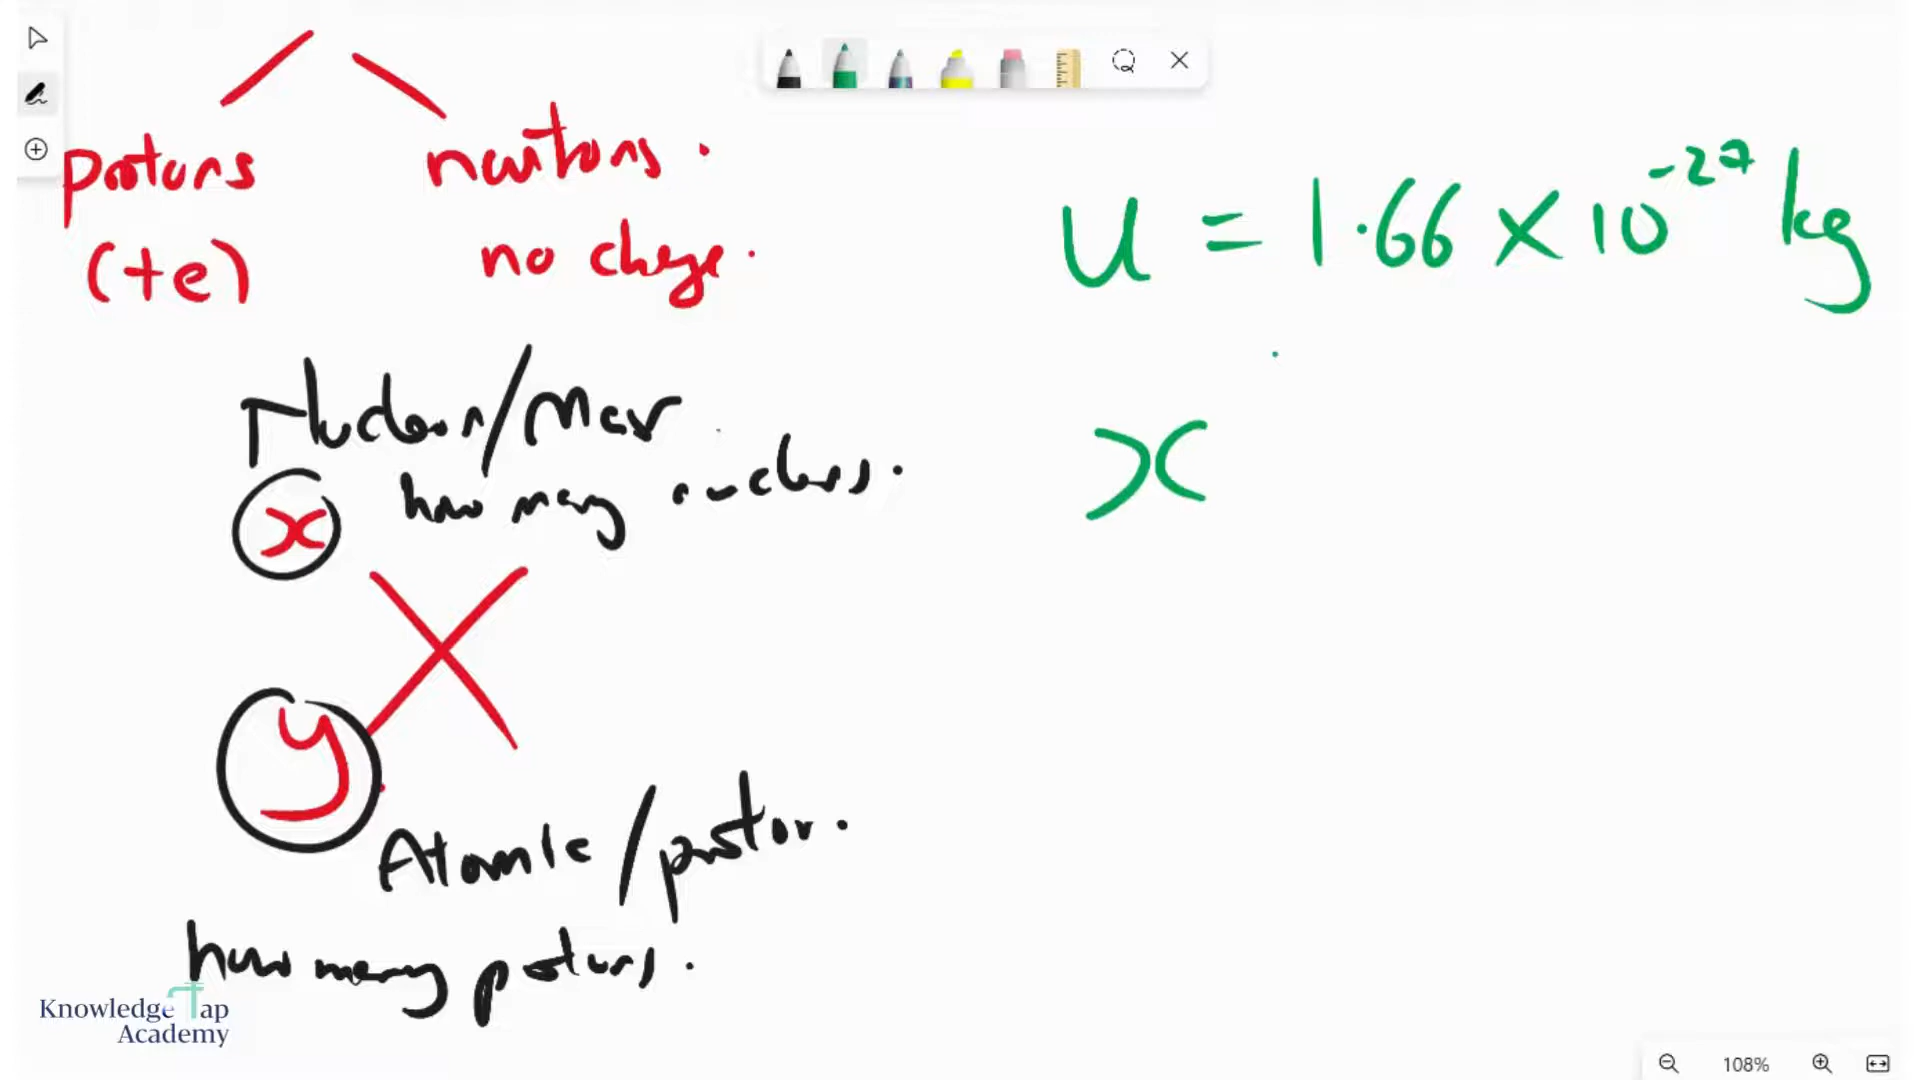 protons neutrons.
(+e) no charge.
u = 1.66 × 10⁻²⁷ kg
Nucleon/Mass
x how many nucleons.
x
X
y
Atomic/proton.
how many protons.
Knowledge Tap
Academy
108%